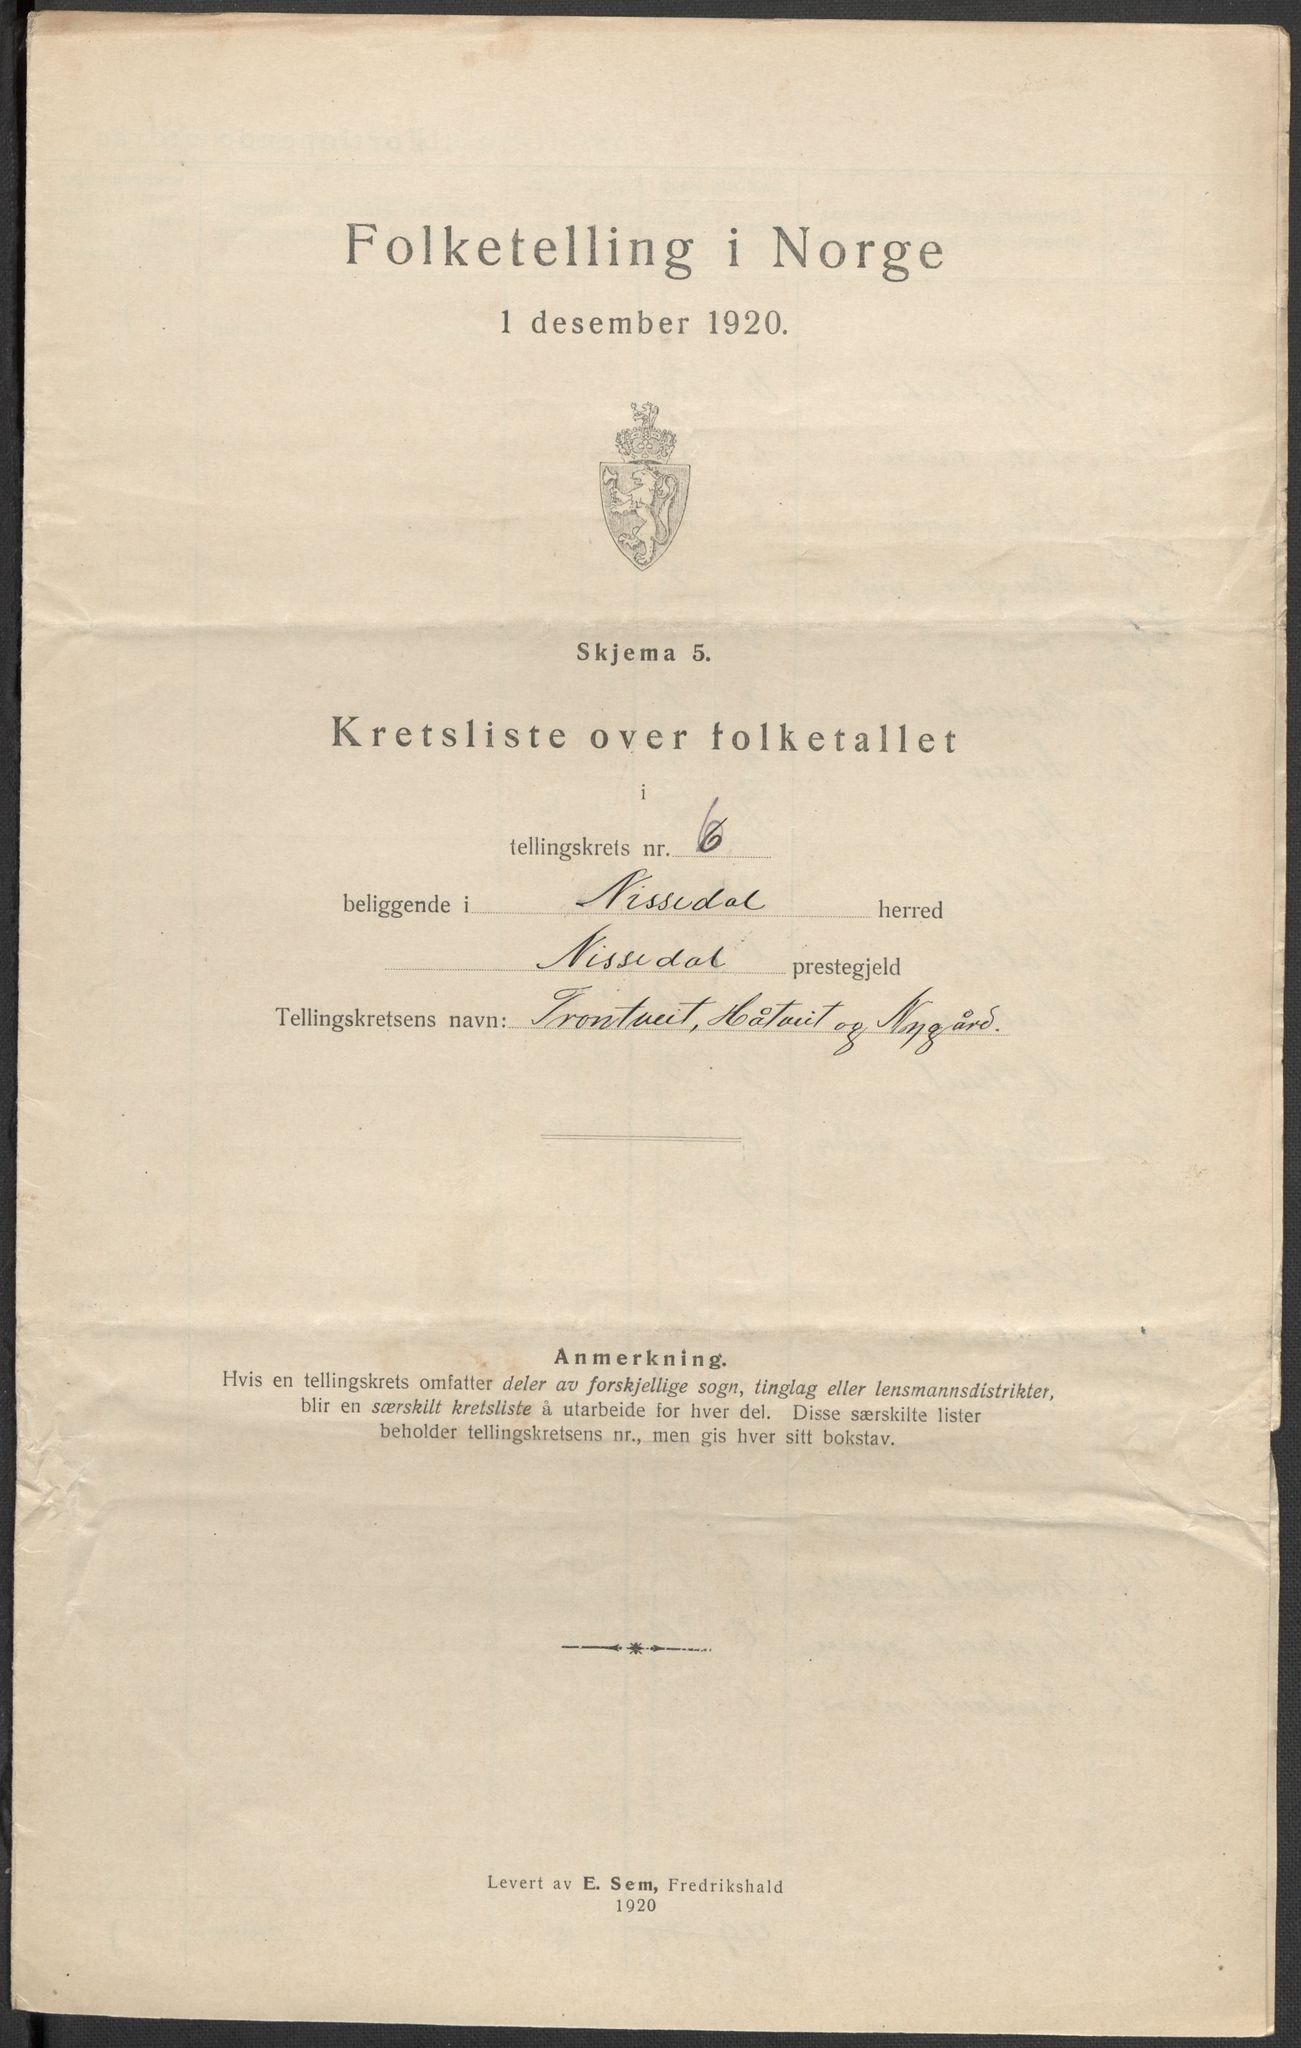 Folketelling i Norge
1 desember 1920.
Skjema 5.
Kretsliste over folketallet
i
tellingskrets nr. 6
beliggende i Nissedal herred
Nissedal prestegjeld
Tellingskretsens navn: Trontveit, Håtveit og Nygård.
Anmerkning.
Hvis en tellingskrets omfatter deler av forskjellige sogn, tinglag eller lensmannsdistrikter,
blir en særskilt kretsliste å utarbeide for hver del. Disse særskilte lister
beholder tellingskretsens nr., men gis hver sitt bokstav.
Levert av E. Sem, Fredrikshald
1920